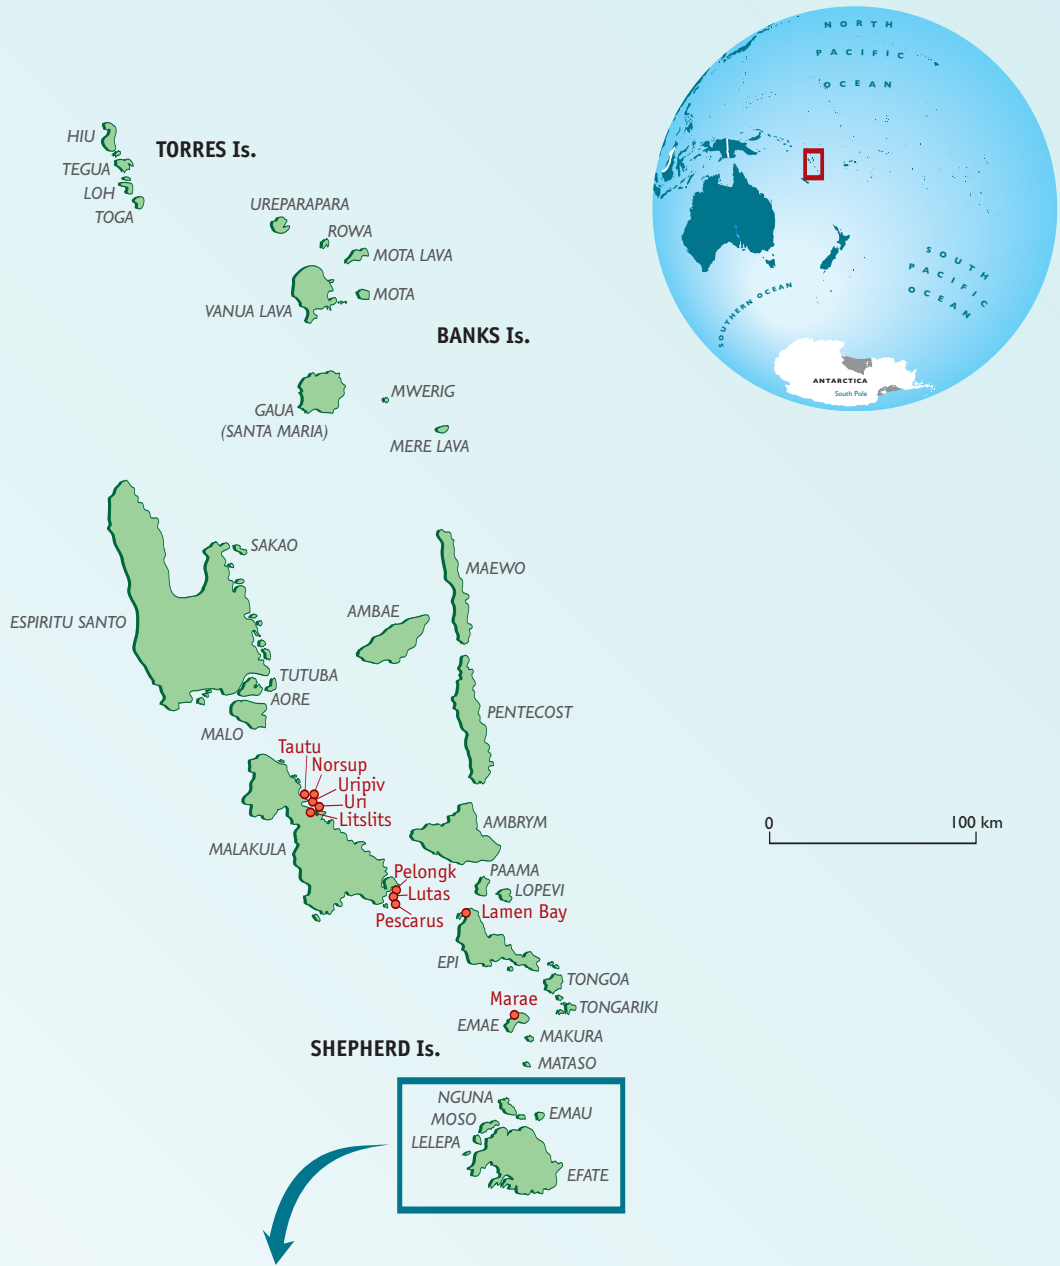 NORTH
PACIFIC
OCEAN
HIU
TORRES Is.
TEGUA
LOH
TOGA
UREPARAPARA
ROWA
MOTA LAVA
MOTA
VANUA LAVA
SOUTH
PACIFIC
OCEAN
SOUTHERN OCEAN
BANKS Is.
ANTARCTICA
South Pole
MWERIG
GAUA
(SANTA MARIA)
MERE LAVA
SAKAO
MAEWO
AMBAE
ESPIRITU SANTO
TUTUBA
AORE
PENTECOST
MALO
Tautu
Norsup
Uripiv
Uri
Litslits
AMBRYM
0 100 km
MALAKULA
Pelongk
PAAMA
Lutas
LOPEVI
Pescarus
Lamen Bay
EPI
TONGOA
Marae
TONGARIKI
EMAE
MAKURA
SHEPHERD Is.
MATASO
NGUNA
EMAU
MOSO
LELEPA
EFATE